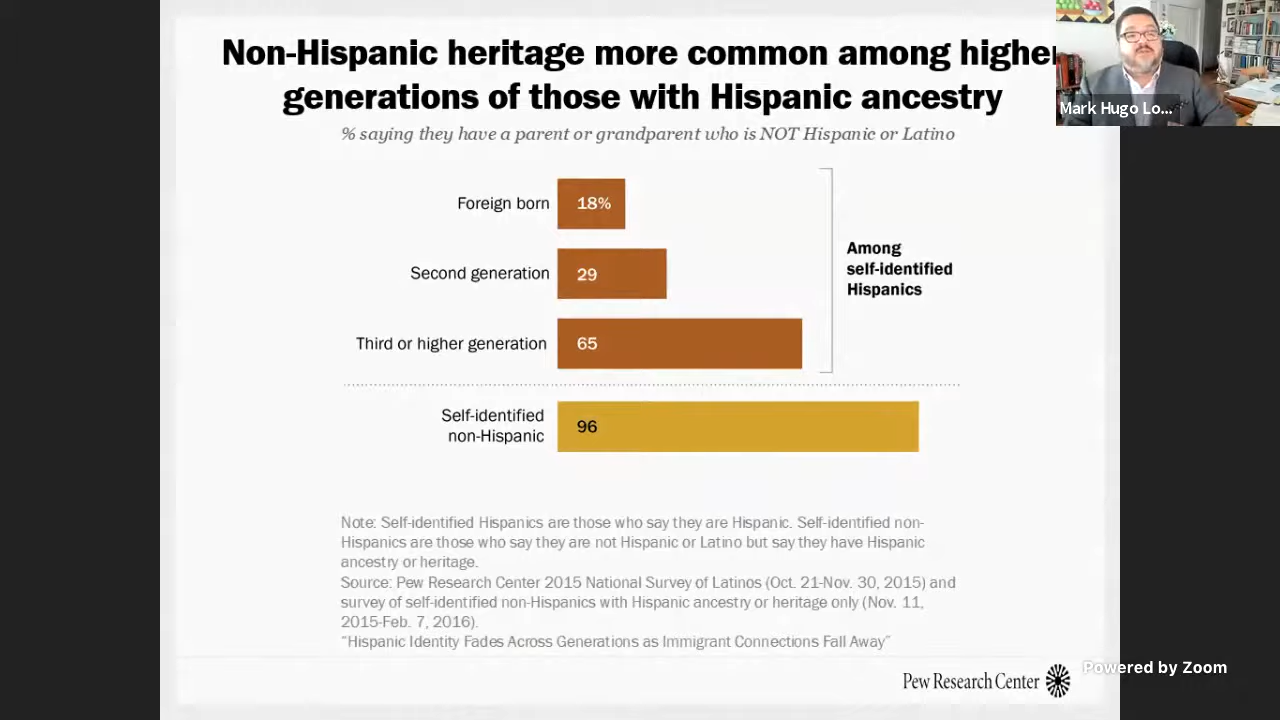 Non-Hispanic heritage more common among higher
generations of those with Hispanic ancestry
% saying they have a parent or grandparent who is NOT Hispanic or Latino
Foreign born 18%
Second generation 29
Third or higher generation 65
Among
self-identified
Hispanics
Self-identified
non-Hispanic
96
Note: Self-identified Hispanics are those who say they are Hispanic. Self-identified non-
Hispanics are those who say they are not Hispanic or Latino but say they have Hispanic
ancestry or heritage.
Source: Pew Research Center 2015 National Survey of Latinos (Oct. 21-Nov. 30, 2015) and
survey of self-identified non-Hispanics with Hispanic ancestry or heritage only (Nov. 11,
2015-Feb. 7, 2016).
“Hispanic Identity Fades Across Generations as Immigrant Connections Fall Away”
Pew Research Center
Mark Hugo Lo...
Powered by Zoom